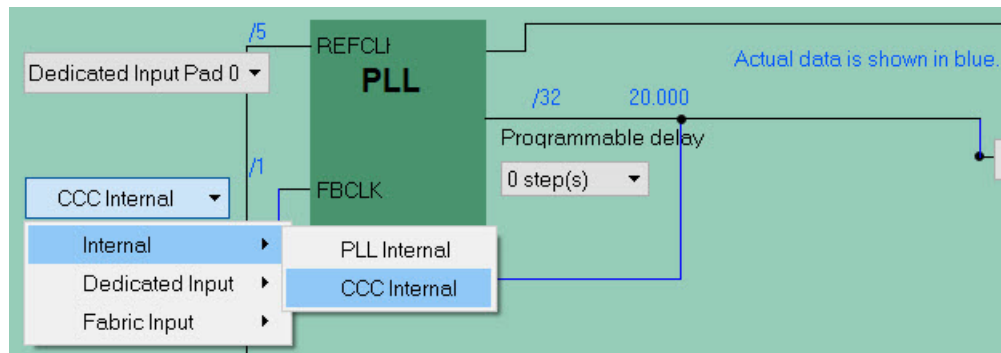 /5
REFCLK
Dedicated Input Pad 0
PLL
Actual data is shown in blue.
/32
20.000
Programmable delay
/1
0 step(s)
CCC Internal
FBCLK
Internal
PLL Internal
Dedicated Input
CCC Internal
Fabric Input